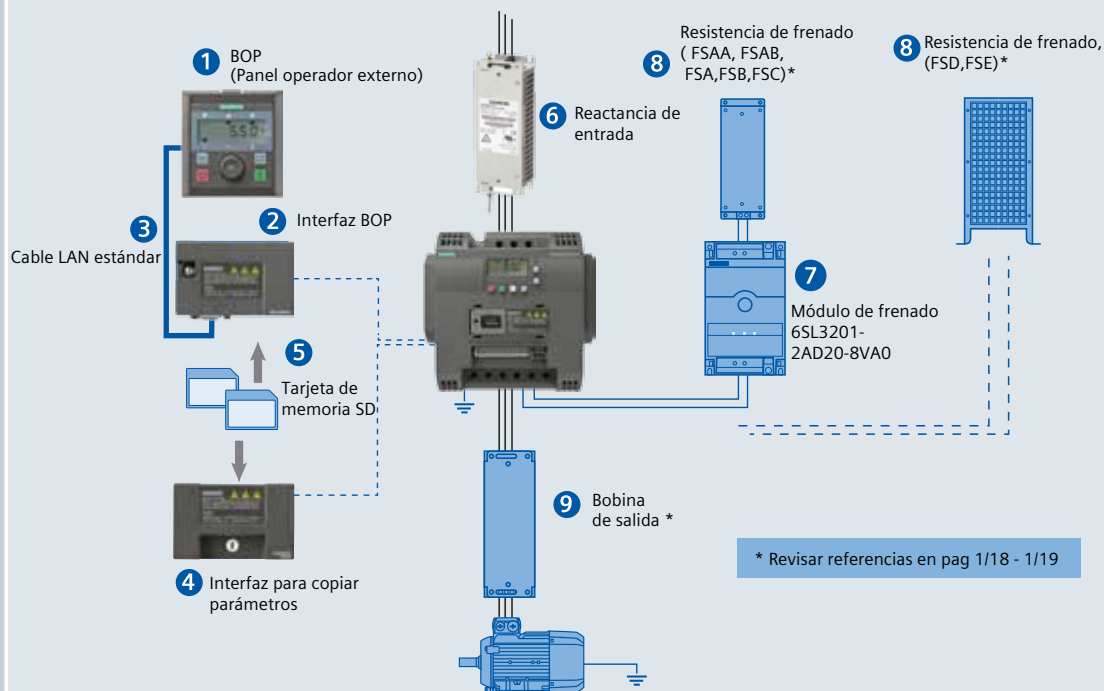 1 BOP
(Panel operador externo)
2 Interfaz BOP
3
Cable LAN estándar
5
Tarjeta de
memoria SD
4 Interfaz para copiar
parámetros
6 Reactancia de
entrada
Resistencia de frenado
8 ( FSAA, FSAB,
FSA,FSB,FSC)*
8 Resistencia de frenado,
(FSD,FSE)*
7
Módulo de frenado
6SL3201-
2AD20-8VA0
9 Bobina
de salida *
* Revisar referencias en pag 1/18 - 1/19